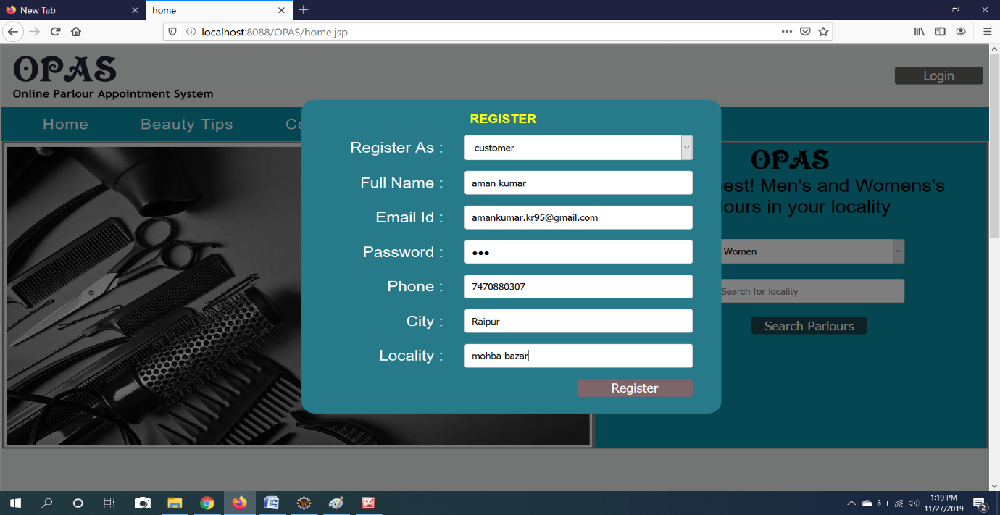 New Tab
home
localhost:8088/OPAS/home.jsp
OPAS
Online Parlour Appointment System
Login
Home Beauty Tips
REGISTER
Register As : customer
Full Name : aman kumar
Email Id : amankumar.kr95@gmail.com
Password : •••
Phone : 7470880307
City : Raipur
Locality : mohba bazar
Register
OPAS
Men's and Womens's
in your locality
Women
Search for locality
Search Parlours
1:19 PM
11/27/2019
2